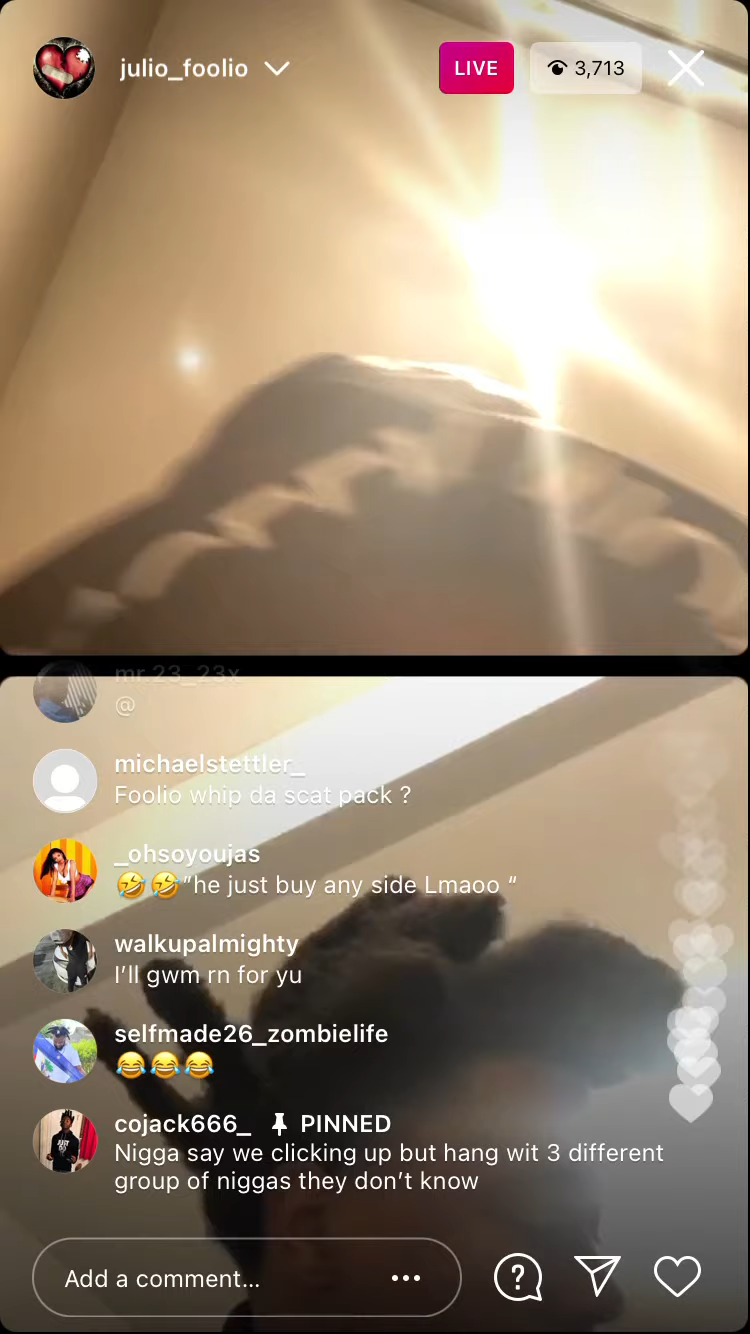 julio_foolio
LIVE
3,713
mr.23_23x
@
michaelstettler_
Foolio whip da scat pack ?
_ohsoyoujas
🤣🤣”he just buy any side Lmaoo “
walkupalmighty
I’ll gwm rn for yu
selfmade26_zombielife
😂😂😂
cojack666_ PINNED
Nigga say we clicking up but hang wit 3 different
group of niggas they don’t know
Add a comment...